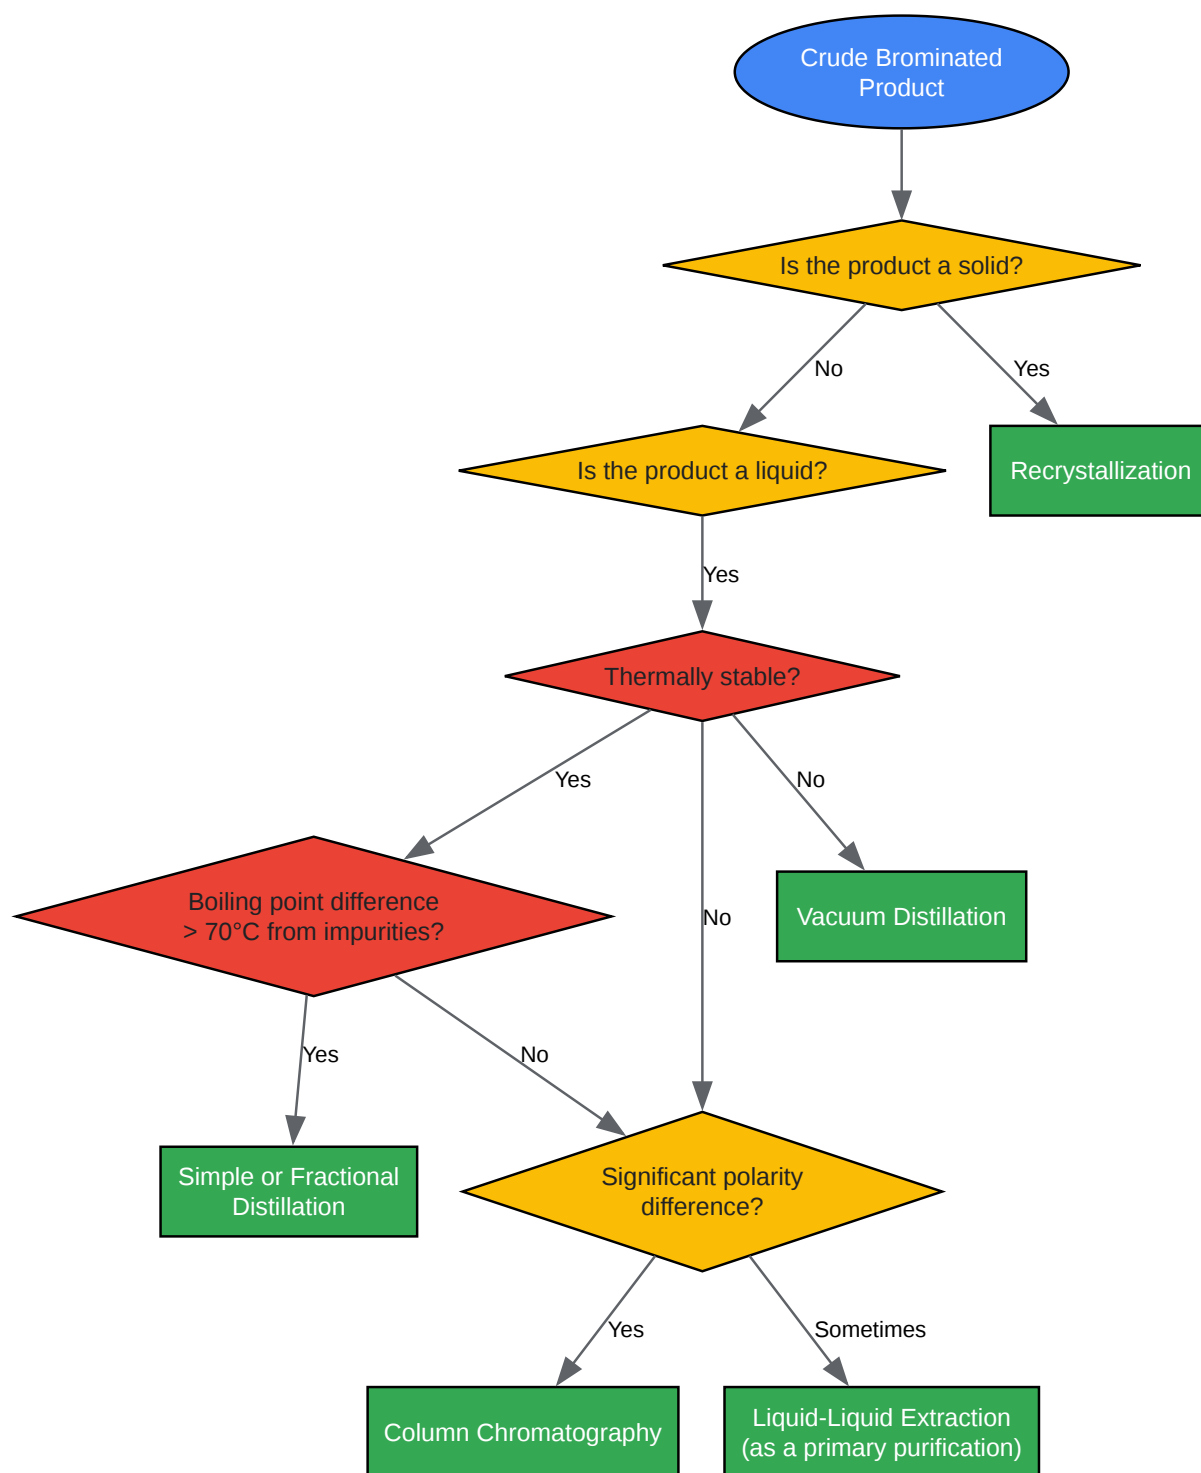 Crude Brominated
Product
Is the product a solid?
No
Yes
Is the product a liquid?
Recrystallization
Yes
Thermally stable?
Yes
No
Boiling point difference
> 70°C from impurities?
No
Vacuum Distillation
Yes
No
Simple or Fractional
Distillation
Significant polarity
difference?
Yes
Sometimes
Column Chromatography
Liquid-Liquid Extraction
(as a primary purification)